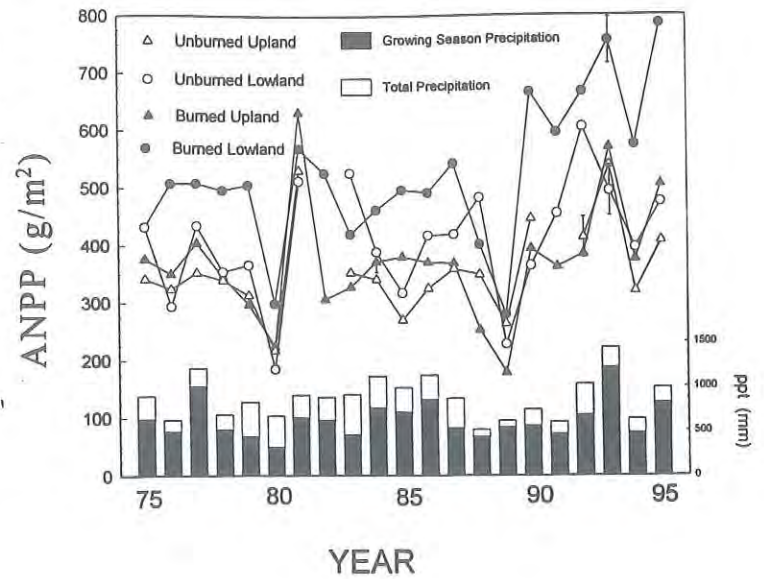 800
700
600
500
400
300
200
100
0
ANPP (g/m²)
Unburned Upland
Unburned Lowland
Burned Upland
Burned Lowland
Growing Season Precipitation
Total Precipitation
1500
1000
500
0
ppt (mm)
75 80 85 90 95
YEAR